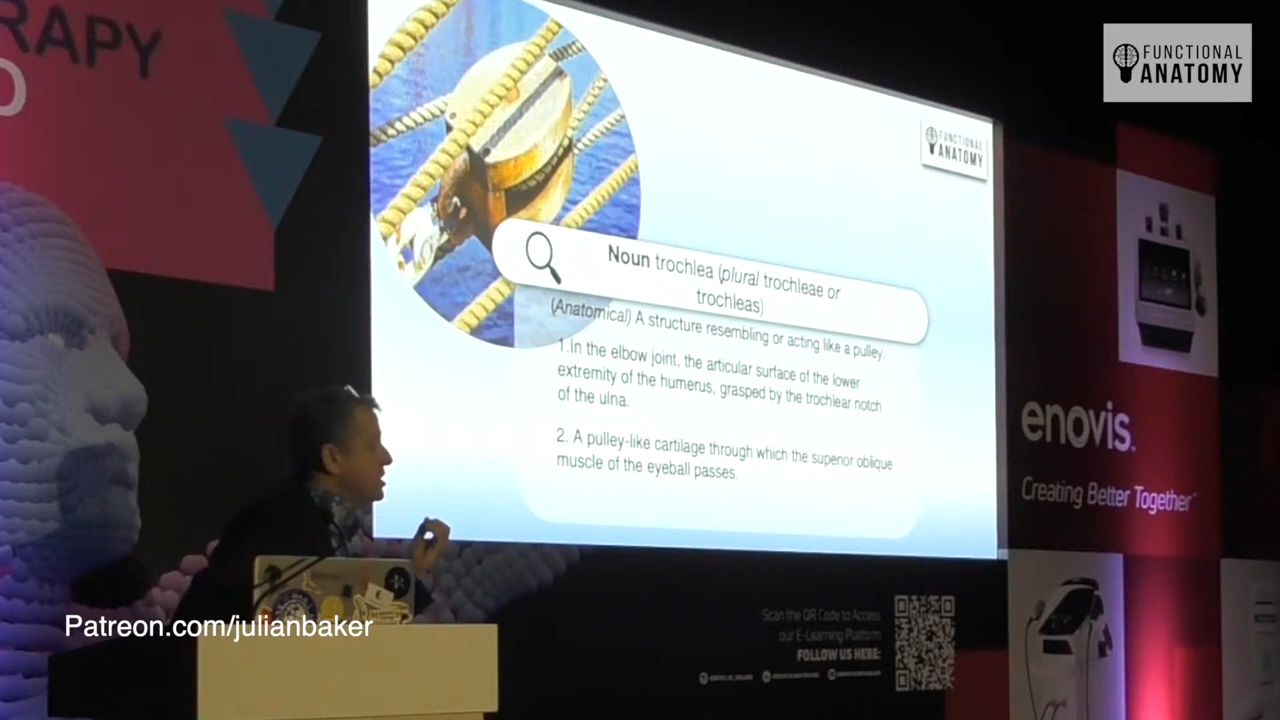 RAPY
O
FUNCTIONAL
ANATOMY
FUNCTIONAL
ANATOMY
Noun trochlea (plural trochleae or
trochleas)
(Anatomical) A structure resembling or acting like a pulley.
1.In the elbow joint, the articular surface of the lower
extremity of the humerus, grasped by the trochlear notch
of the ulna.
2. A pulley-like cartilage through which the superior oblique
muscle of the eyeball passes.
enovis
Creating Better Together
Patreon.com/julianbaker
Scan the QR Code to Access
our E-Learning Platform
FOLLOW US HERE: